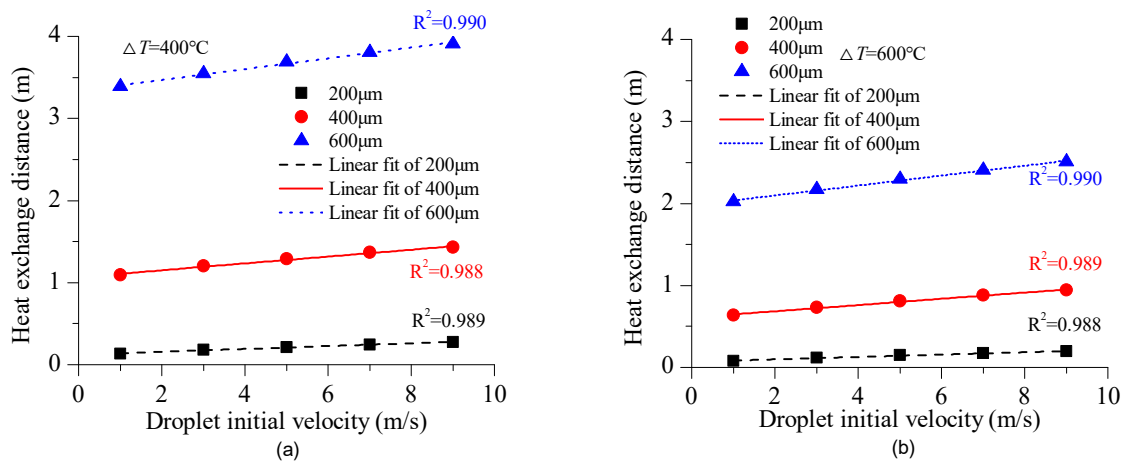 Heat exchange distance (m)
4
3
2
1
0
△T=400℃
R²=0.990
200μm
400μm
600μm
Linear fit of 200μm
Linear fit of 400μm
Linear fit of 600μm
R²=0.988
R²=0.989
0 2 4 6 8 10
Droplet initial velocity (m/s)
(a)
Heat exchange distance (m)
4
3
2
1
0
200μm
400μm
600μm
△T=600℃
Linear fit of 200μm
Linear fit of 400μm
Linear fit of 600μm
R²=0.990
R²=0.989
R²=0.988
0 2 4 6 8 10
Droplet initial velocity (m/s)
(b)